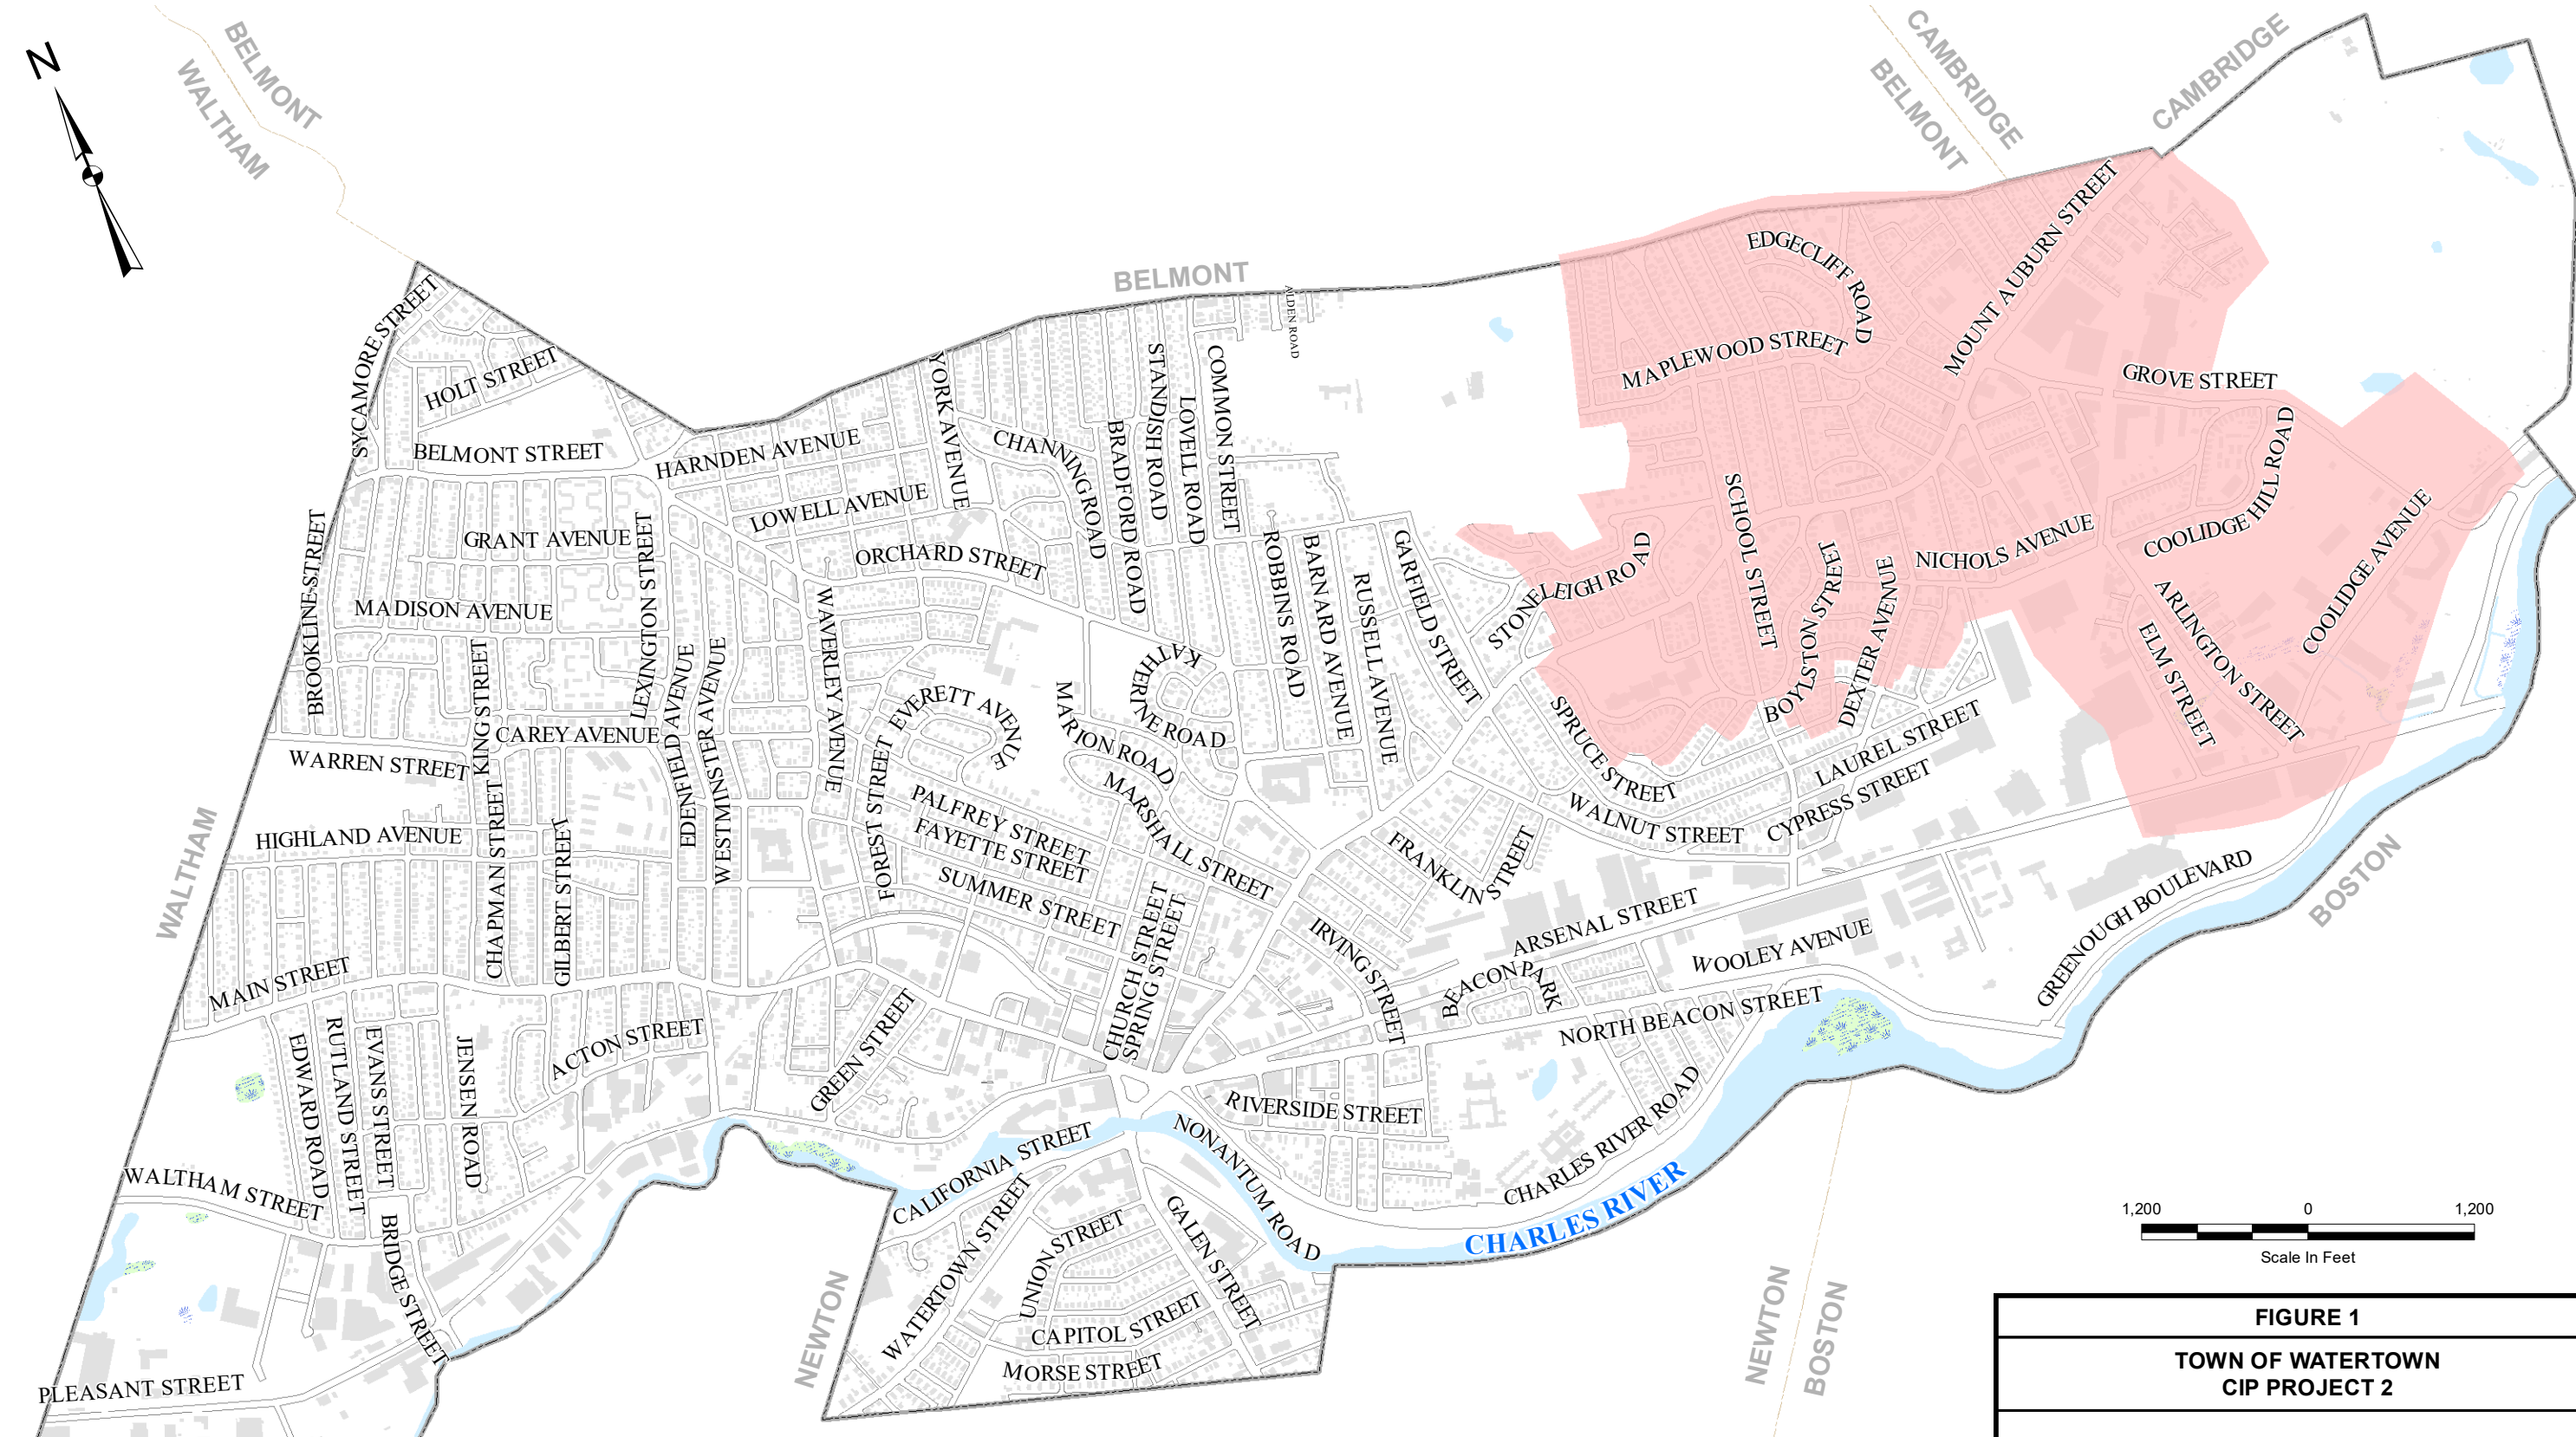 N
BELMONT
WALTHAM
CAMBRIDGE
BELMONT
CAMBRIDGE
BELMONT
ALDEN ROAD
EDGECLIFF ROAD
MOUNT AUBURN STREET
MAPLEWOOD STREET
GROVE STREET
SYCAMORE STREET
HOLT STREET
BELMONT STREET
HARNDEN AVENUE
YORK AVENUE
CHANNING ROAD
BRADFORD ROAD
STANDISH ROAD
LOVELL ROAD
COMMON STREET
LOWELL AVENUE
GRANT AVENUE
LEXINGTON STREET
ORCHARD STREET
BROOKLINE STREET
MADISON AVENUE
ROBBINS ROAD
BARNARD AVENUE
RUSSELL AVENUE
GARFIELD STREET
STONELEIGH ROAD
SCHOOL STREET
BOYLSTON STREET
DEXTER AVENUE
NICHOLS AVENUE
COOLIDGE HILL ROAD
COOLIDGE AVENUE
ARLINGTON STREET
ELM STREET
KING STREET
CAREY AVENUE
EDENFIELD AVENUE
WESTMINSTER AVENUE
WAVERLEY AVENUE
EVERETT AVENUE
KATHERINE ROAD
MARION ROAD
WARREN STREET
FOREST STREET
PALFREY STREET
FAYETTE STREET
MARSHALL STREET
SUMMER STREET
SPRUCE STREET
WALNUT STREET
LAUREL STREET
CYPRESS STREET
FRANKLIN STREET
WALTHAM
HIGHLAND AVENUE
CHAPMAN STREET
GILBERT STREET
CHURCH STREET
SPRING STREET
IRVING STREET
ARSENAL STREET
BEACON PARK
WOOLEY AVENUE
GREENOUGH BOULEVARD
BOSTON
MAIN STREET
EDWARD ROAD
RUTLAND STREET
EVANS STREET
JENSEN ROAD
ACTON STREET
GREEN STREET
NORTH BEACON STREET
RIVERSIDE STREET
CHARLES RIVER ROAD
NONANTUM ROAD
CALIFORNIA STREET
WALTHAM STREET
BRIDGE STREET
WATERTOWN STREET
UNION STREET
GALEN STREET
CHARLES RIVER
CAPITOL STREET
MORSE STREET
PLEASANT STREET
NEWTON
NEWTON
BOSTON
1,200 0 1,200
Scale In Feet
FIGURE 1
TOWN OF WATERTOWN
CIP PROJECT 2